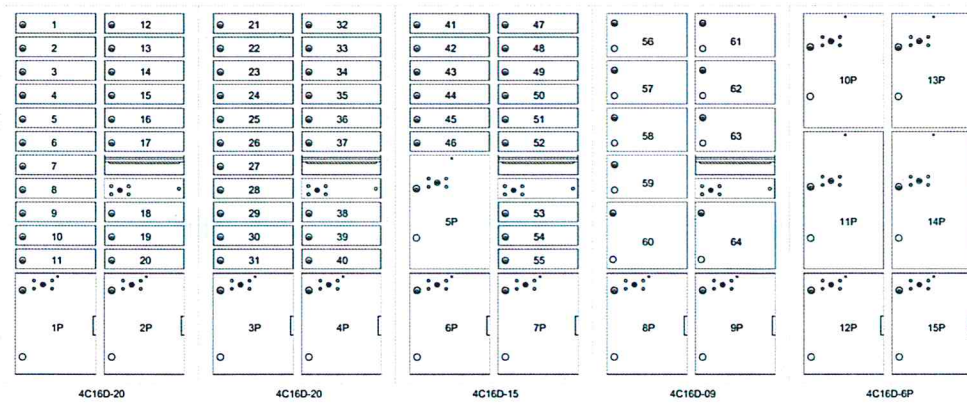 1 12 21 32 41 47 56 61 10P 13P
2 13 22 33 42 48
3 14 23 34 43 49 57 62
4 15 24 35 44 50
5 16 25 36 45 51 58 63
6 17 26 37 46 52
7 27 59
8 28 5P 11P 14P
9 18 29 38 53 60 64
10 19 30 39 54
11 20 31 40 55
1P 2P 3P 4P 6P 7P 8P 9P 12P 15P
4C16D-20 4C16D-20 4C16D-15 4C16D-09 4C16D-6P